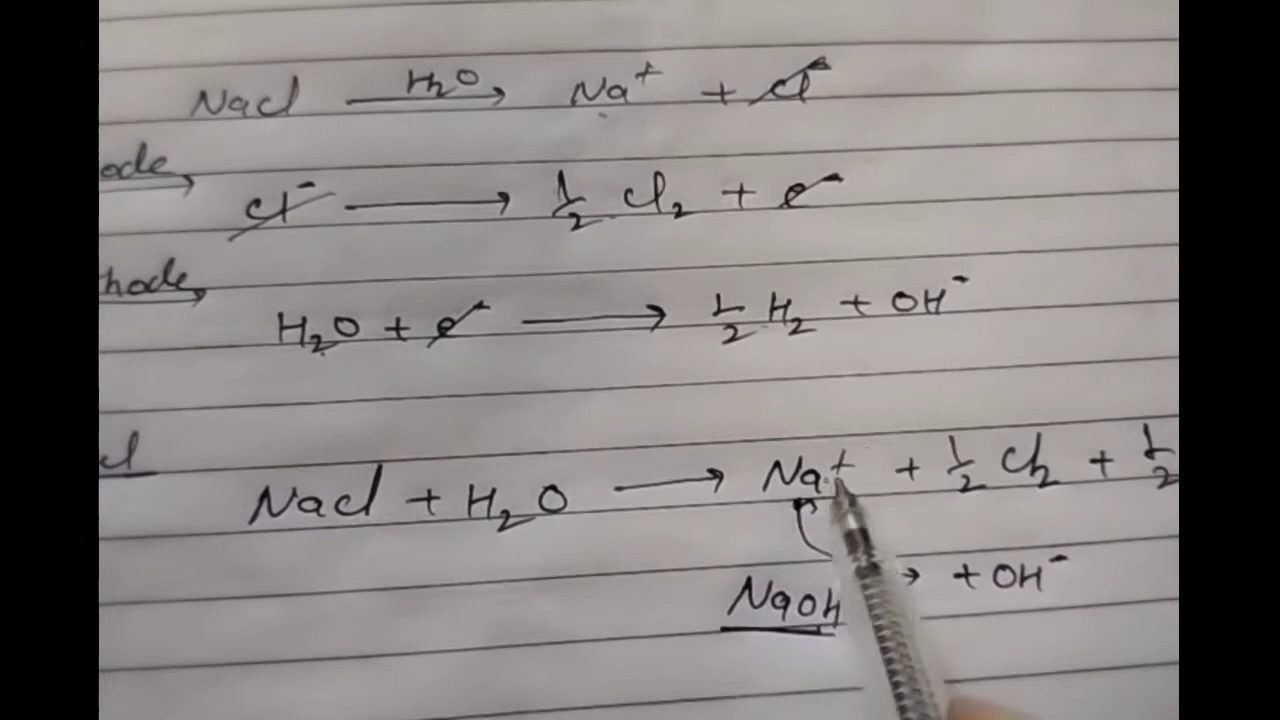 NaCl —H₂O→ Na⁺ + Cl⁻
ode
Cl⁻ → 1/2 Cl₂ + e⁻
hode
H₂O + e⁻ → 1/2 H₂ + OH⁻
l
NaCl + H₂O → Na⁺ + 1/2 Cl₂ + 1/2
NaOH → + OH⁻